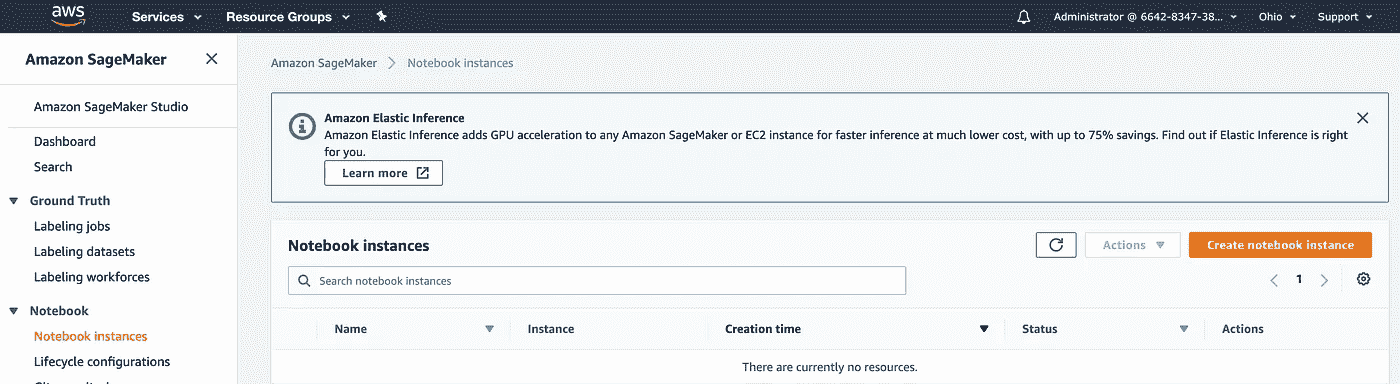 aws Services Resource Groups Administrator @ 6642-8347-38... Ohio Support
Amazon SageMaker
Amazon SageMaker Studio
Dashboard
Search
Ground Truth
Labeling jobs
Labeling datasets
Labeling workforces
Notebook
Notebook instances
Lifecycle configurations
Amazon SageMaker > Notebook instances
Amazon Elastic Inference
Amazon Elastic Inference adds GPU acceleration to any Amazon SageMaker or EC2 instance for faster inference at much lower cost, with up to 75% savings. Find out if Elastic Inference is right
for you.
Learn more
Notebook instances
Actions
Create notebook instance
Search notebook instances
1
Name Instance Creation time Status Actions
There are currently no resources.